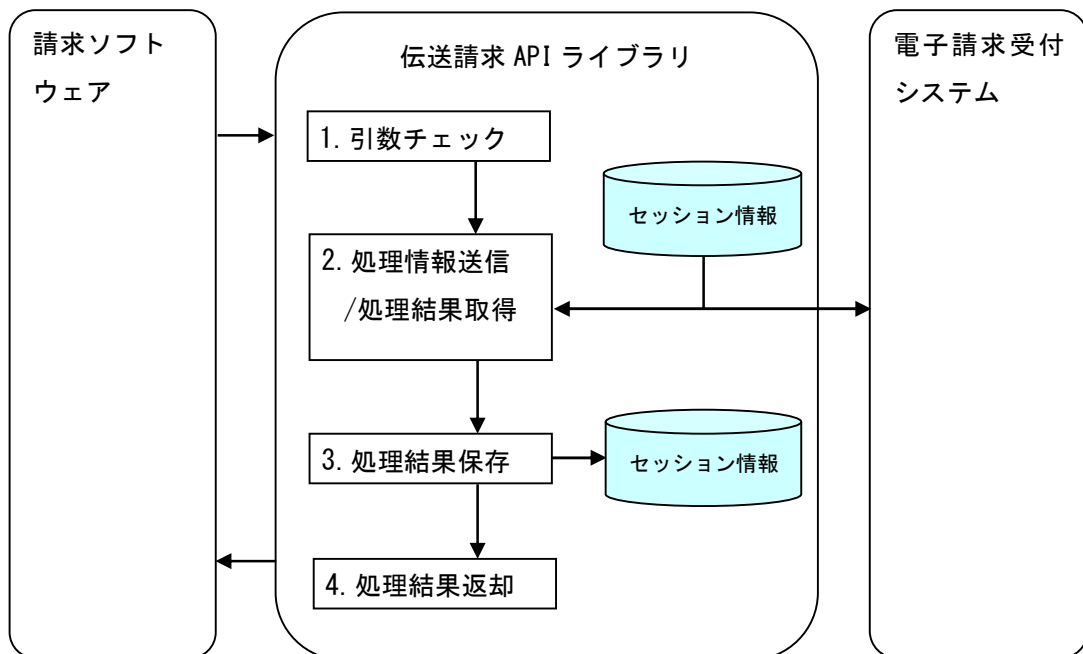 請求ソフト
ウェア
伝送請求 API ライブラリ
電子請求受付
システム
1. 引数チェック
セッション情報
2. 処理情報送信
/処理結果取得
3. 処理結果保存
セッション情報
4. 処理結果返却